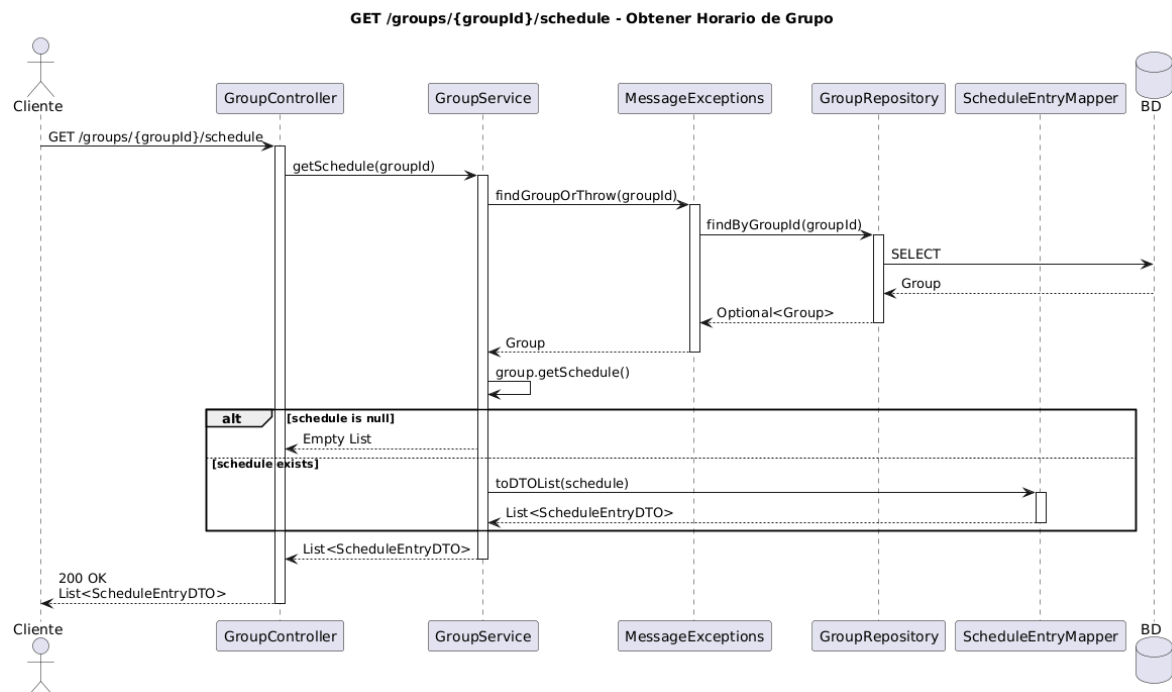 GET /groups/{groupId}/schedule - Obtener Horario de Grupo
Cliente
GroupController
GroupService
MessageExceptions
GroupRepository
ScheduleEntryMapper
BD
GET /groups/{groupId}/schedule
getSchedule(groupId)
findGroupOrThrow(groupId)
findByGroupId(groupId)
SELECT
Group
Optional<Group>
Group
group.getSchedule()
alt
[schedule is null]
Empty List
[schedule exists]
toDTOList(schedule)
List<ScheduleEntryDTO>
List<ScheduleEntryDTO>
200 OK
List<ScheduleEntryDTO>
Cliente
GroupController
GroupService
MessageExceptions
GroupRepository
ScheduleEntryMapper
BD